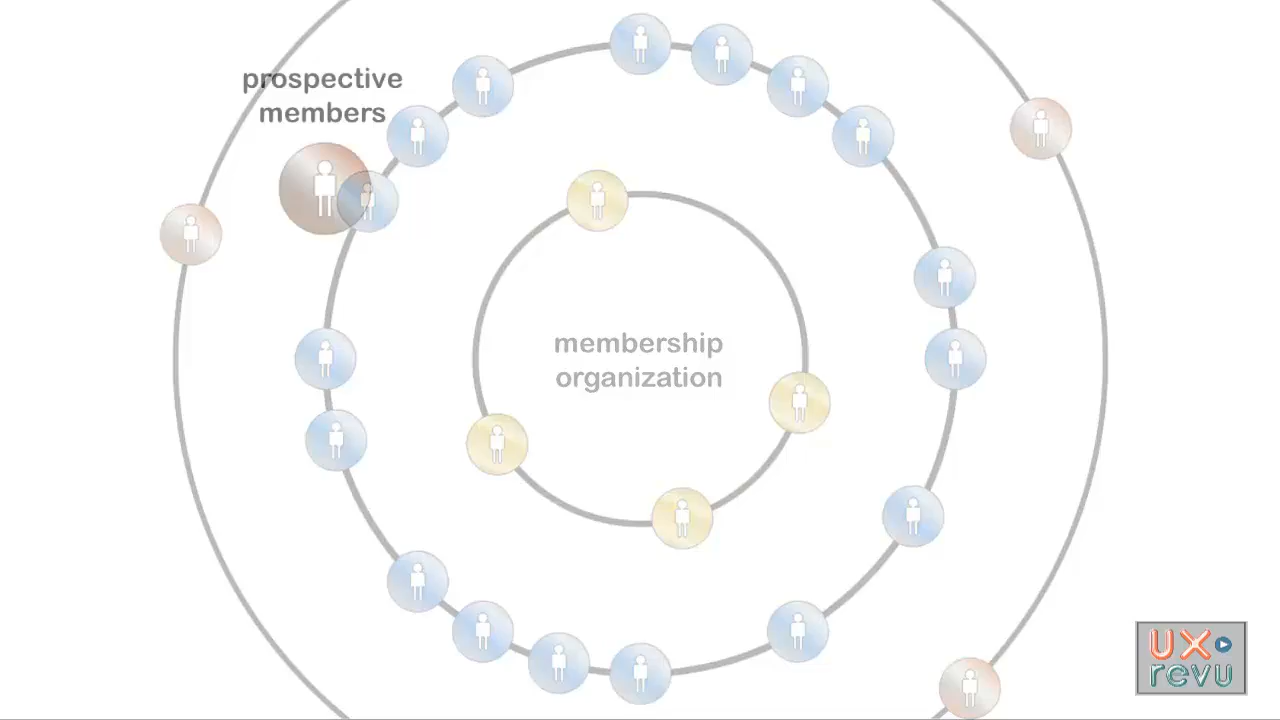 prospective
members
membership
organization
UX
revu